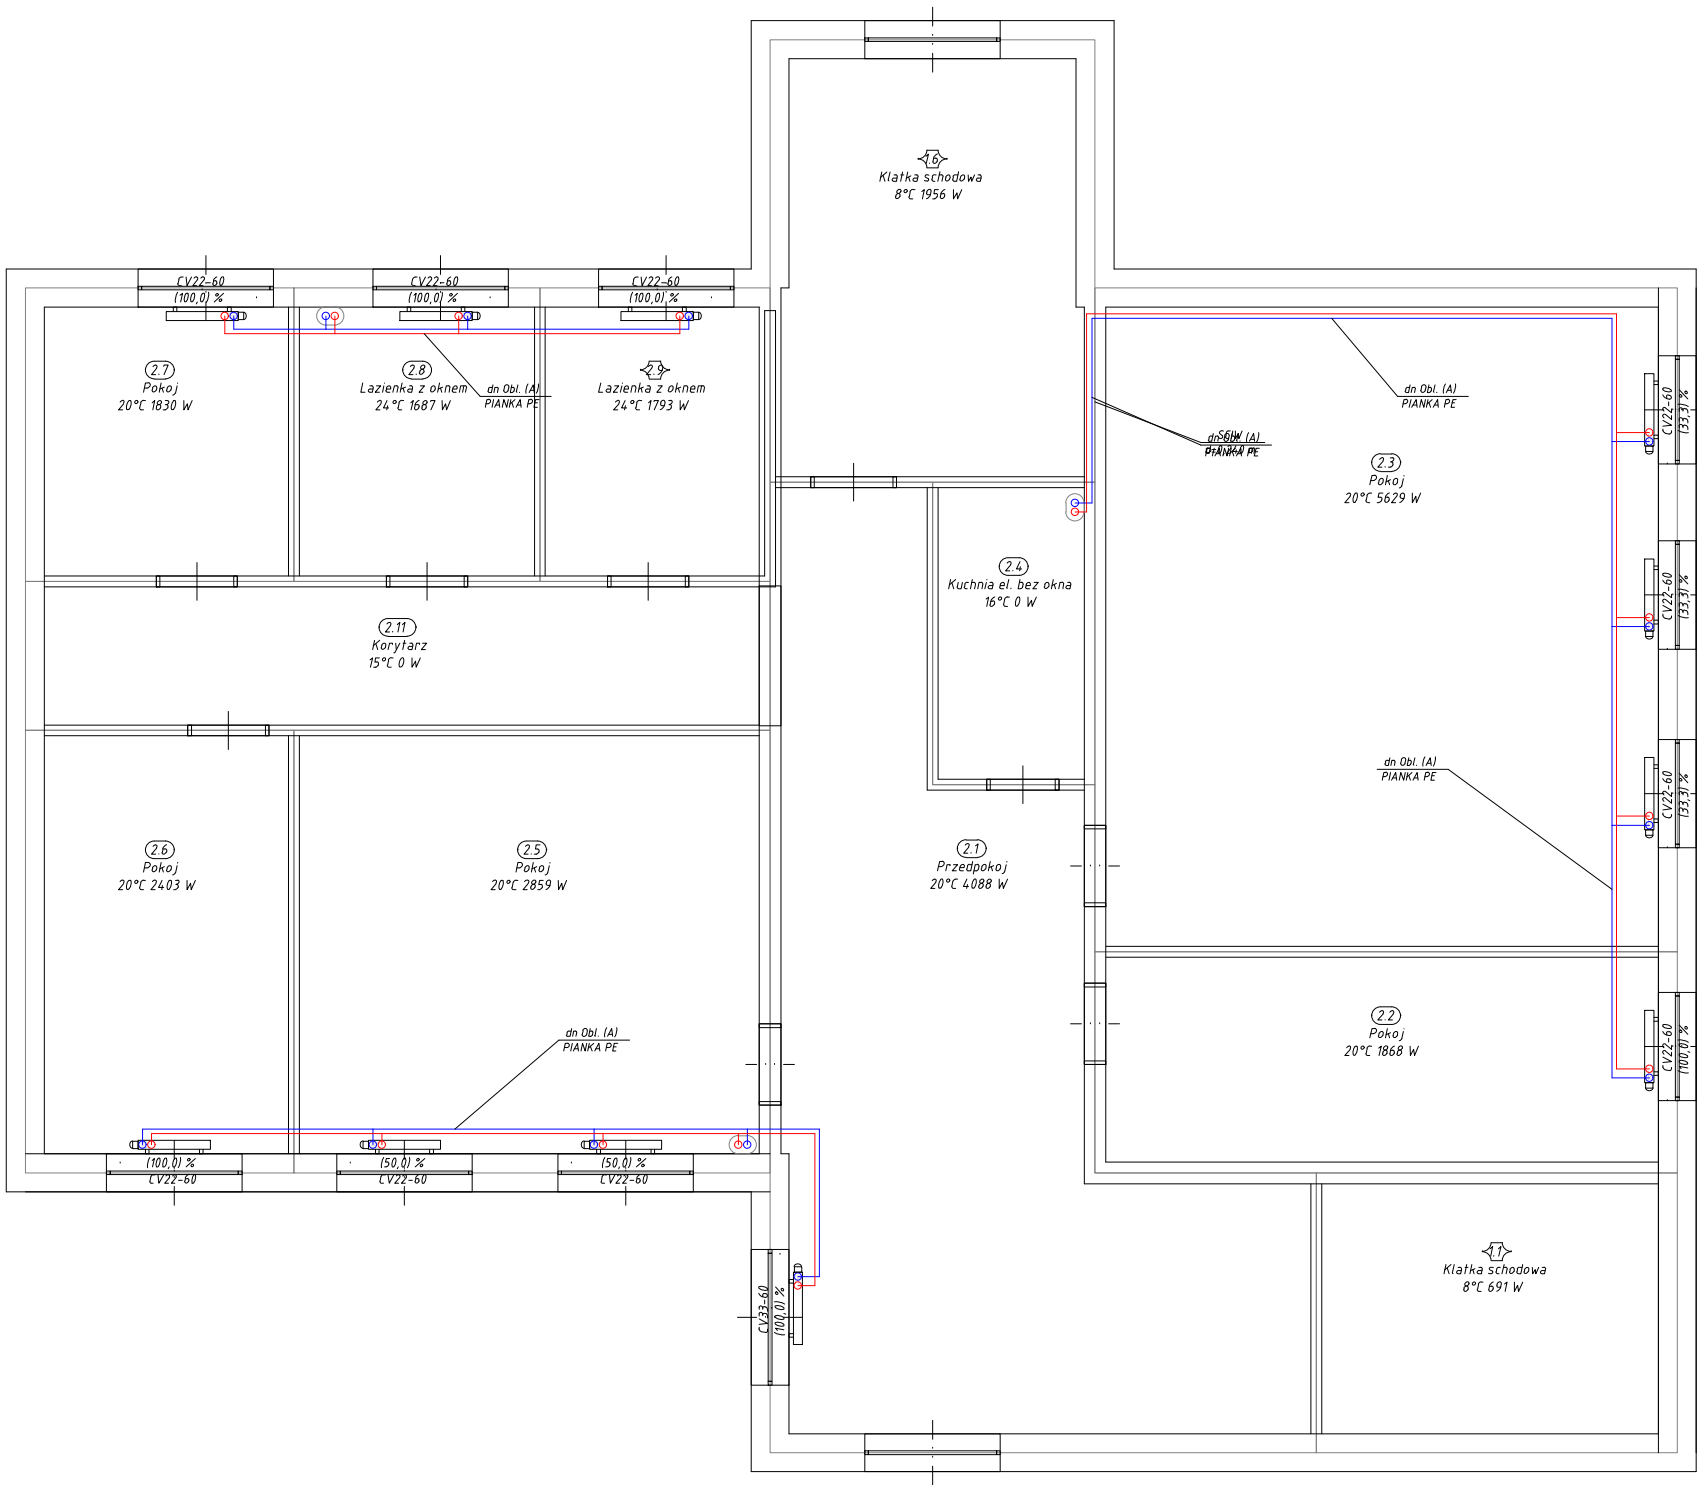 1.6
Klatka schodowa
8°C 1956 W
CV22-60
(100,0) %
CV22-60
(100,0) %
CV22-60
(100,0) %
2.7
Pokoj
20°C 1830 W
2.8
Lazienka z oknem
24°C 1687 W
2.9
Lazienka z oknem
24°C 1793 W
dn Obl. (A)
PIANKA PE
dn Obl. (A)
PIANKA PE
CV22-60
(33,3) %
dn Obl. (A)
PIANKA PE
2.3
Pokoj
20°C 5629 W
2.4
Kuchnia el. bez okna
16°C 0 W
CV22-60
(33,3) %
2.11
Korytarz
15°C 0 W
dn Obl. (A)
PIANKA PE
CV22-60
(33,3) %
2.6
Pokoj
20°C 2403 W
2.5
Pokoj
20°C 2859 W
2.1
Przedpokoj
20°C 4088 W
2.2
Pokoj
20°C 1868 W
CV22-60
(100,0) %
dn Obl. (A)
PIANKA PE
(100,0) %
CV22-60
(50,0) %
CV22-60
(50,0) %
CV22-60
CV33-60
(100,0) %
1.1
Klatka schodowa
8°C 691 W